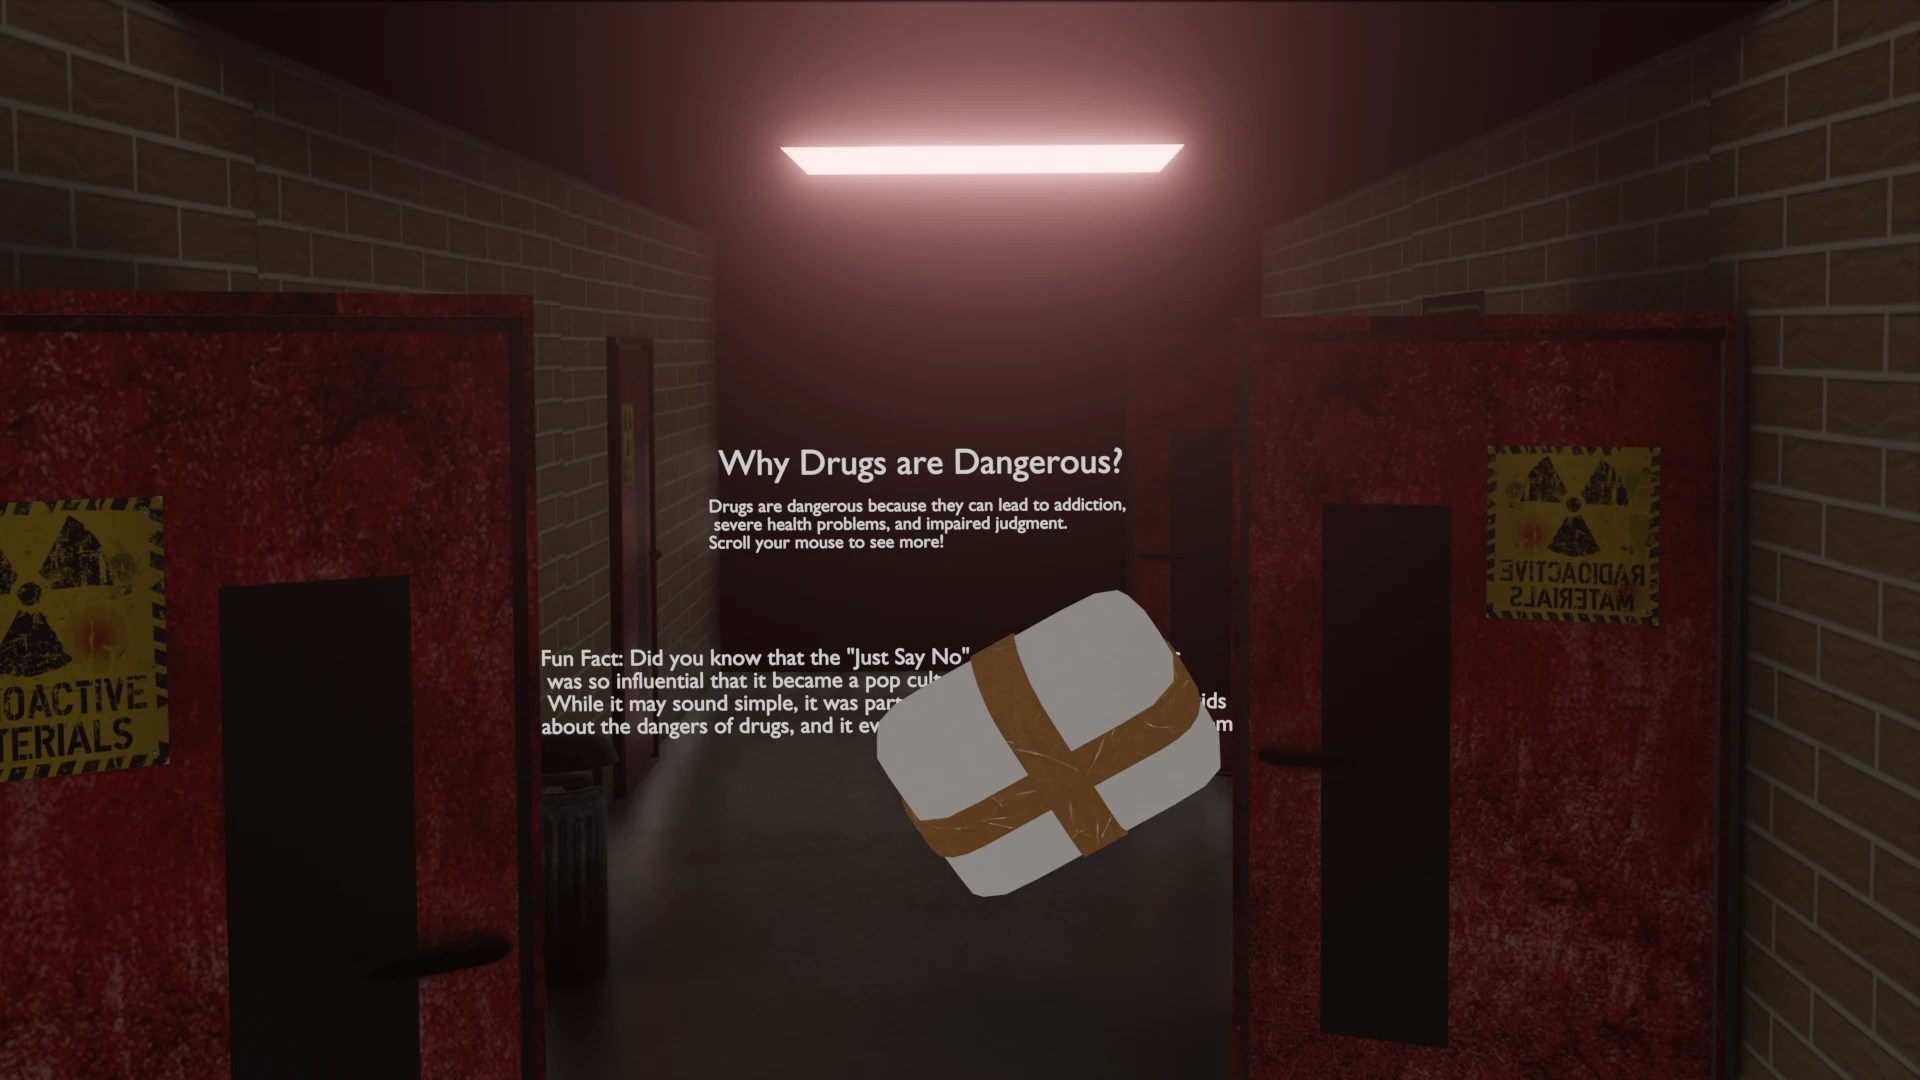 Why Drugs are Dangerous?
Drugs are dangerous because they can lead to addiction,
severe health problems, and impaired judgment.
Scroll your mouse to see more!
RADIOACTIVE
MATERIALS
Fun Fact: Did you know that the "Just Say No"
was so influential that it became a pop
While it may sound simple, it was
about the dangers of drugs, and it
OACTIVE
TERIALS